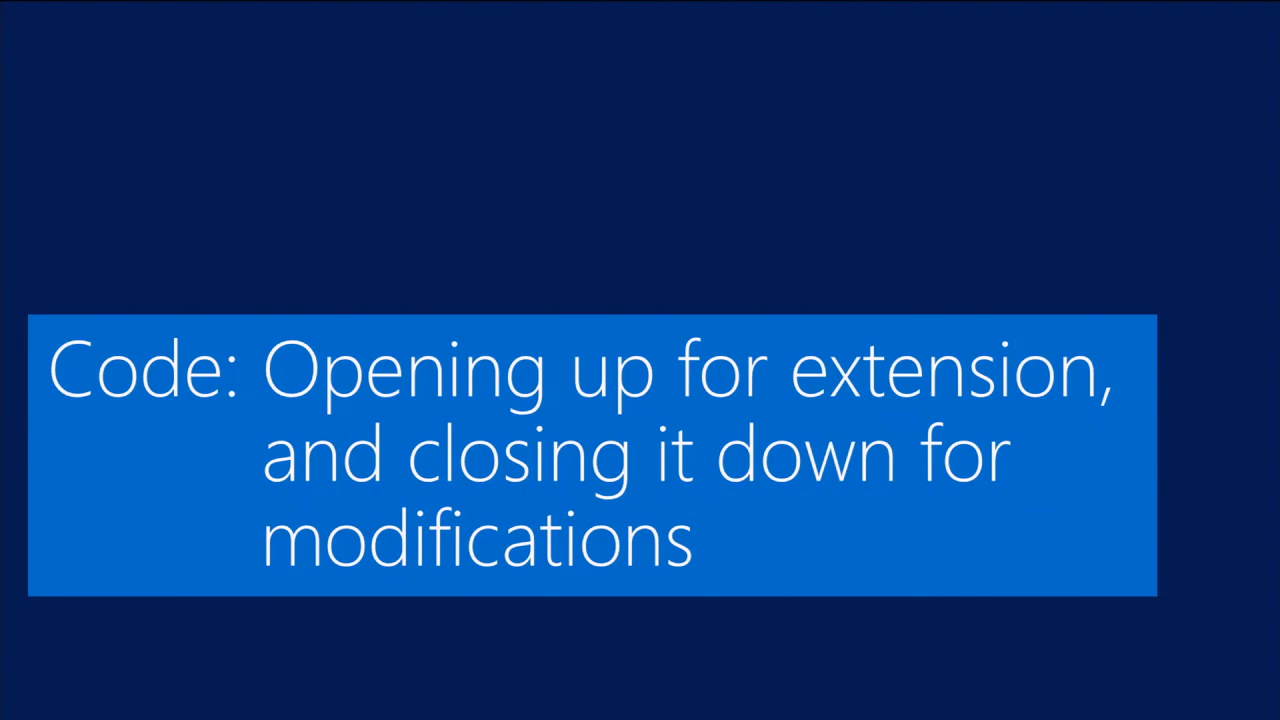 Code: Opening up for extension,
and closing it down for
modifications